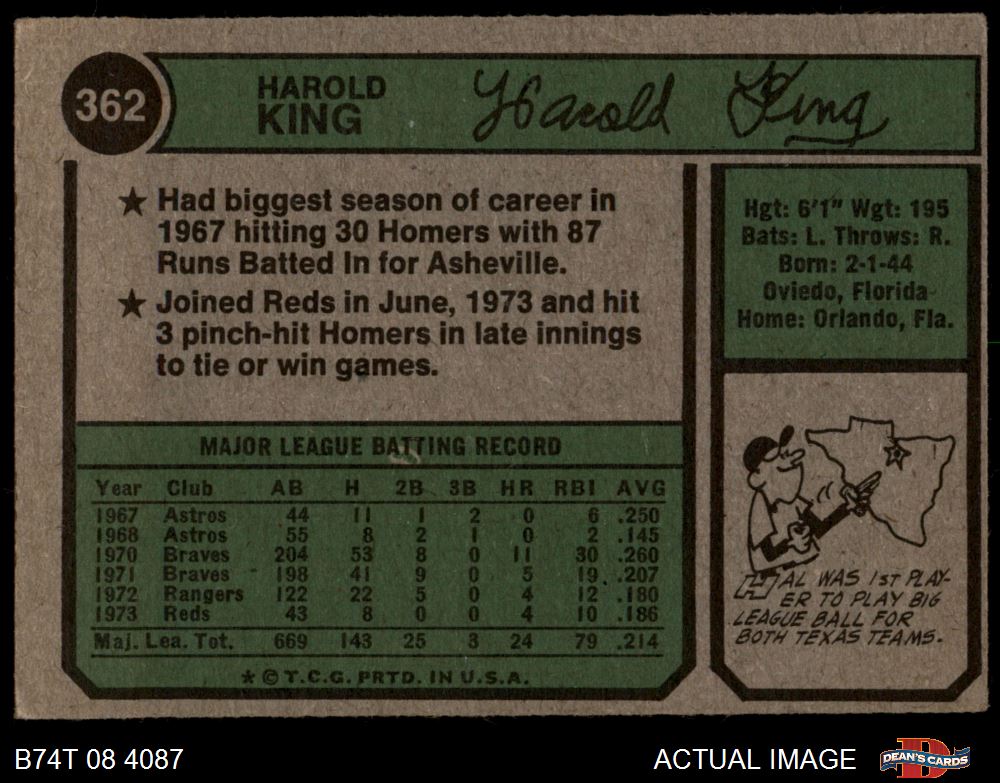 362
HAROLD
KING
Harold King
★ Had biggest season of career in
1967 hitting 30 Homers with 87
Runs Batted In for Asheville.
★ Joined Reds in June, 1973 and hit
3 pinch-hit Homers in late innings
to tie or win games.
Hgt: 6'1" Wgt: 195
Bats: L. Throws: R.
Born: 2-1-44
Oviedo, Florida
Home: Orlando, Fla.
MAJOR LEAGUE BATTING RECORD
Year Club AB H 2B 3B HR RBI AVG
1967 Astros 44 11 1 2 0 6 .250
1968 Astros 55 8 2 1 0 2 .145
1970 Braves 204 53 8 0 11 30 .260
1971 Braves 198 41 9 0 5 19 .207
1972 Rangers 122 22 5 0 4 12 .180
1973 Reds 43 8 0 0 4 10 .186
Maj. Lea. Tot. 669 143 25 3 24 79 .214
* © T.C.G. PRTD. IN U.S.A.
HAL WAS 1ST PLAY-
ER TO PLAY BIG
LEAGUE BALL FOR
BOTH TEXAS TEAMS.
B74T 08 4087
ACTUAL IMAGE
DEAN'S CARDS